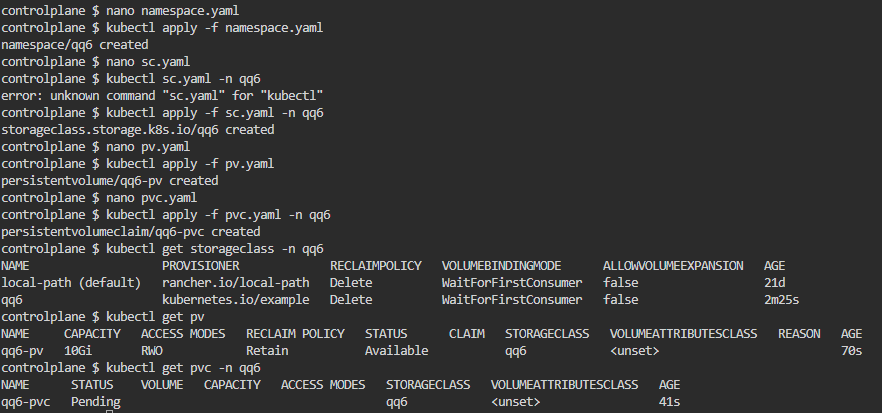 controlplane $ nano namespace.yaml
controlplane $ kubectl apply -f namespace.yaml
namespace/qq6 created
controlplane $ nano sc.yaml
controlplane $ kubectl sc.yaml -n qq6
error: unknown command "sc.yaml" for "kubectl"
controlplane $ kubectl apply -f sc.yaml -n qq6
storageclass.storage.k8s.io/qq6 created
controlplane $ nano pv.yaml
controlplane $ kubectl apply -f pv.yaml
persistentvolume/qq6-pv created
controlplane $ nano pvc.yaml
controlplane $ kubectl apply -f pvc.yaml -n qq6
persistentvolumeclaim/qq6-pvc created
controlplane $ kubectl get storageclass -n qq6
NAME                   PROVISIONER             RECLAIMPOLICY   VOLUMEBINDINGMODE      ALLOWVOLUMEEXPANSION   AGE
local-path (default)   rancher.io/local-path   Delete          WaitForFirstConsumer   false                  21d
qq6                    kubernetes.io/example   Delete          WaitForFirstConsumer   false                  2m25s
controlplane $ kubectl get pv
NAME     CAPACITY   ACCESS MODES   RECLAIM POLICY   STATUS      CLAIM   STORAGECLASS   VOLUMEATTRIBUTESCLASS   REASON   AGE
qq6-pv   10Gi       RWO            Retain           Available           qq6            <unset>                          70s
controlplane $ kubectl get pvc -n qq6
NAME      STATUS    VOLUME   CAPACITY   ACCESS MODES   STORAGECLASS   VOLUMEATTRIBUTESCLASS   AGE
qq6-pvc   Pending                                      qq6            <unset>                 41s